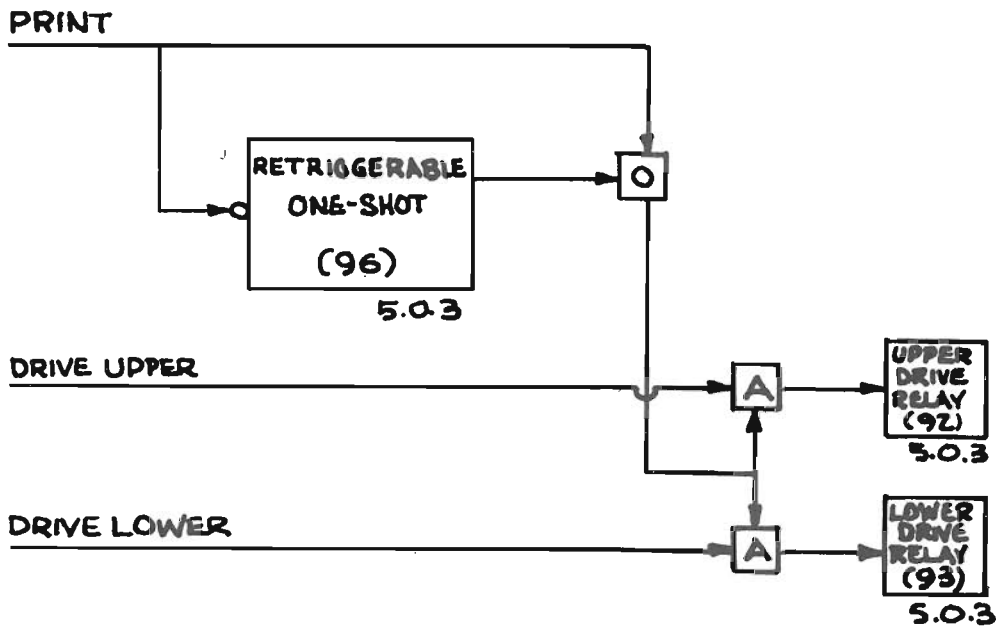 PRINT
RETRIGGERABLE
ONE-SHOT
(96)
5.0.3
O
DRIVE UPPER
A
UPPER
DRIVE
RELAY
(92)
5.0.3
DRIVE LOWER
A
LOWER
DRIVE
RELAY
(93)
5.0.3